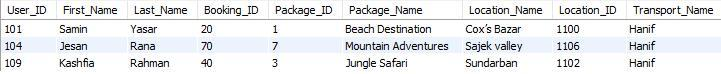 User_ID First_Name Last_Name Booking_ID Package_ID Package_Name Location_Name Location_ID Transport_Name
101 Samin Yasar 20 1 Beach Destination Cox's Bazar 1100 Hanif
104 Jesan Rana 70 7 Mountain Adventures Sajek valley 1106 Hanif
109 Kashfia Rahman 40 3 Jungle Safari Sundarban 1102 Hanif